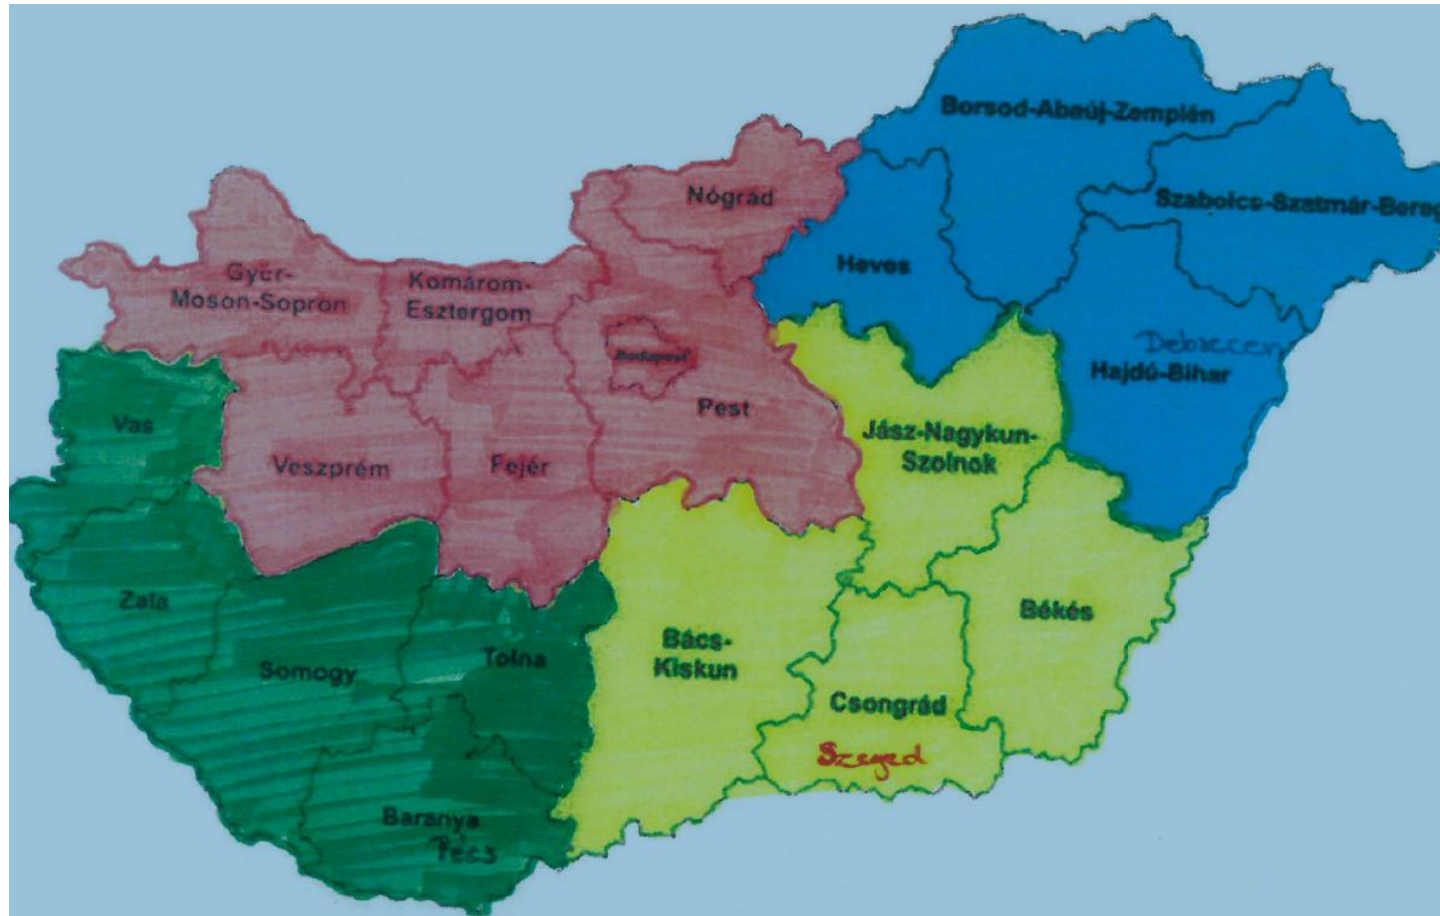 Borsod-Abaúj-Zemplén
Nógrád
Szabolcs-Szatmár-Bereg
Heves
Győr-
Moson-Sopron
Komárom-
Esztergom
Debrecen
Hajdú-Bihar
Budapest
Pest
Vas
Veszprém
Fejér
Jász-Nagykun-
Szolnok
Zala
Somogy
Tolna
Bács-
Kiskun
Békés
Csongrád
Szeged
Baranya
Pécs